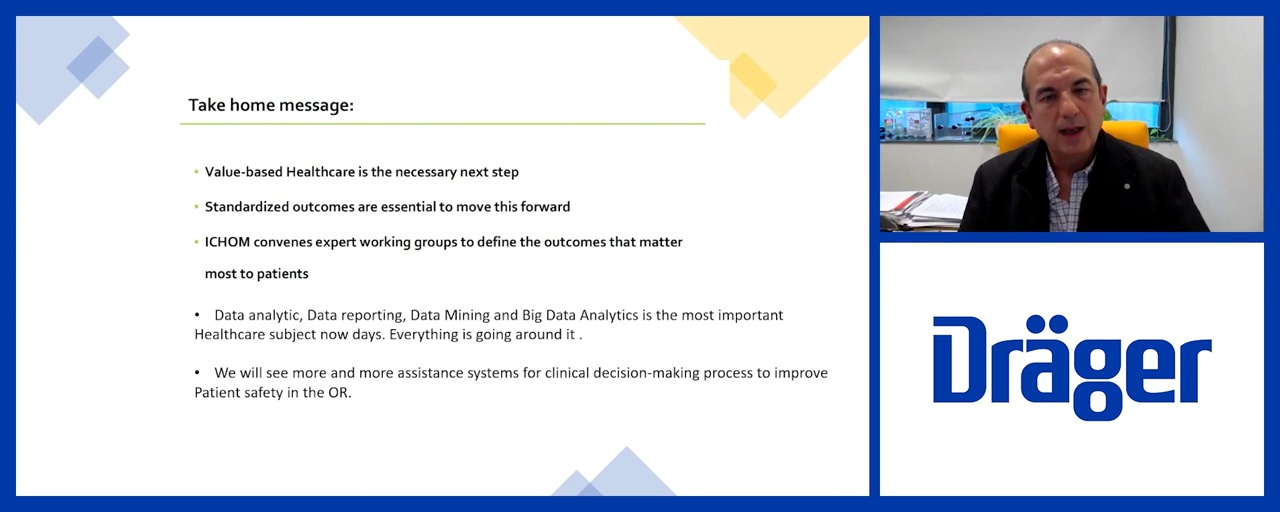 Take home message:
• Value-based Healthcare is the necessary next step
• Standardized outcomes are essential to move this forward
• ICHOM convenes expert working groups to define the outcomes that matter
most to patients
• Data analytic, Data reporting, Data Mining and Big Data Analytics is the most important
Healthcare subject now days. Everything is going around it .
• We will see more and more assistance systems for clinical decision-making process to improve
Patient safety in the OR.
Dräger